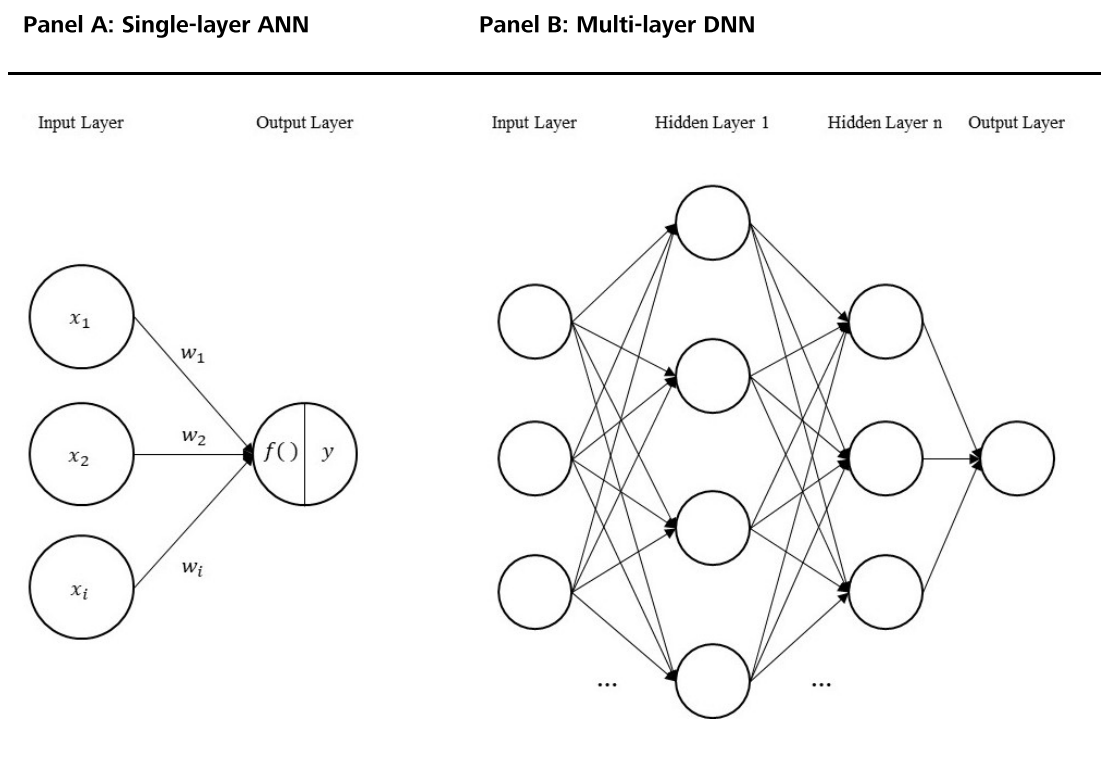 Panel A: Single-layer ANN
Panel B: Multi-layer DNN
Input Layer
Output Layer
Input Layer
Hidden Layer 1
Hidden Layer n
Output Layer
x₁
w₁
x₂
w₂
f() y
xᵢ
wᵢ
...
...